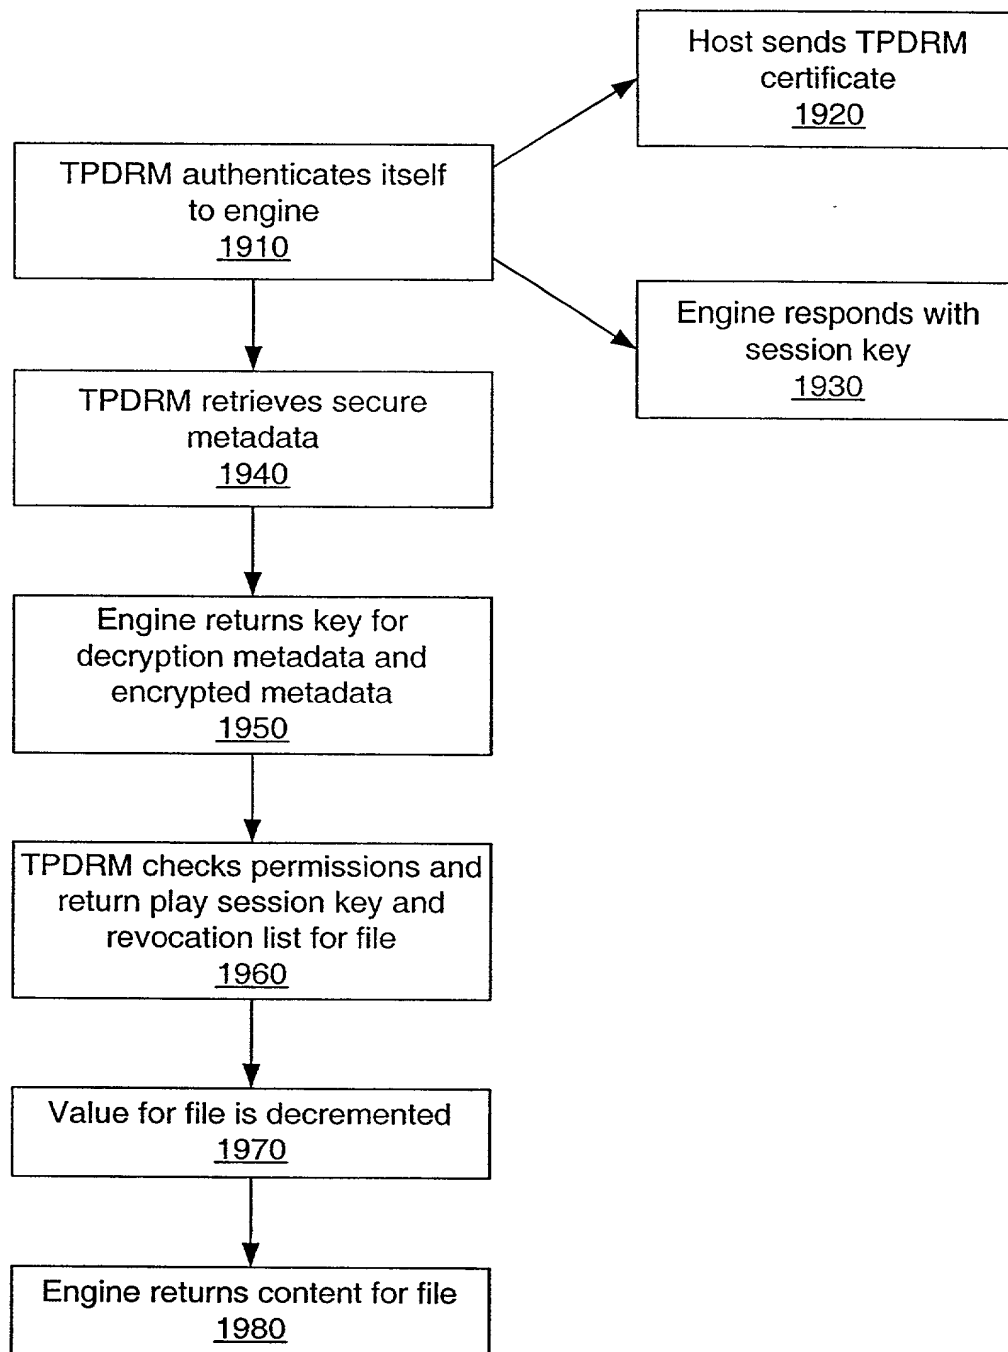 Host sends TPDRM
certificate
1920
TPDRM authenticates itself
to engine
1910
Engine responds with
session key
1930
TPDRM retrieves secure
metadata
1940
Engine returns key for
decryption metadata and
encrypted metadata
1950
TPDRM checks permissions and
return play session key and
revocation list for file
1960
Value for file is decremented
1970
Engine returns content for file
1980